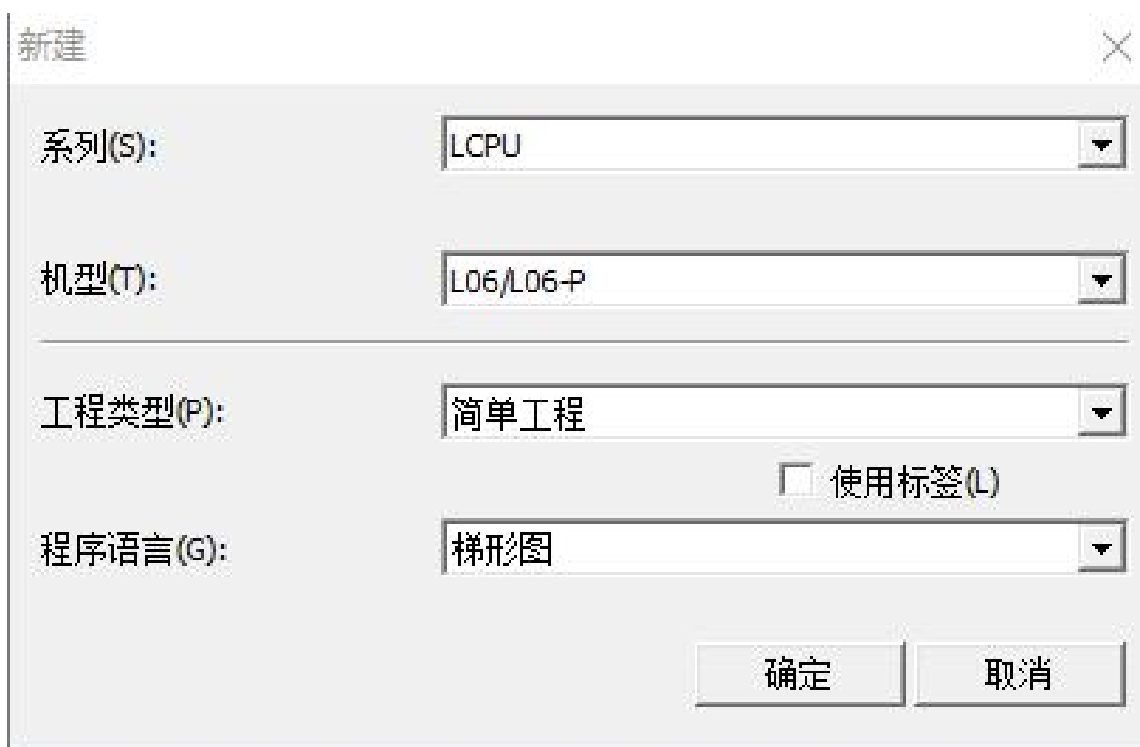 新建
系列(S):
LCPU
机型(T):
L06/L06-P
工程类型(P):
简单工程
使用标签(L)
程序语言(G):
梯形图
确定
取消